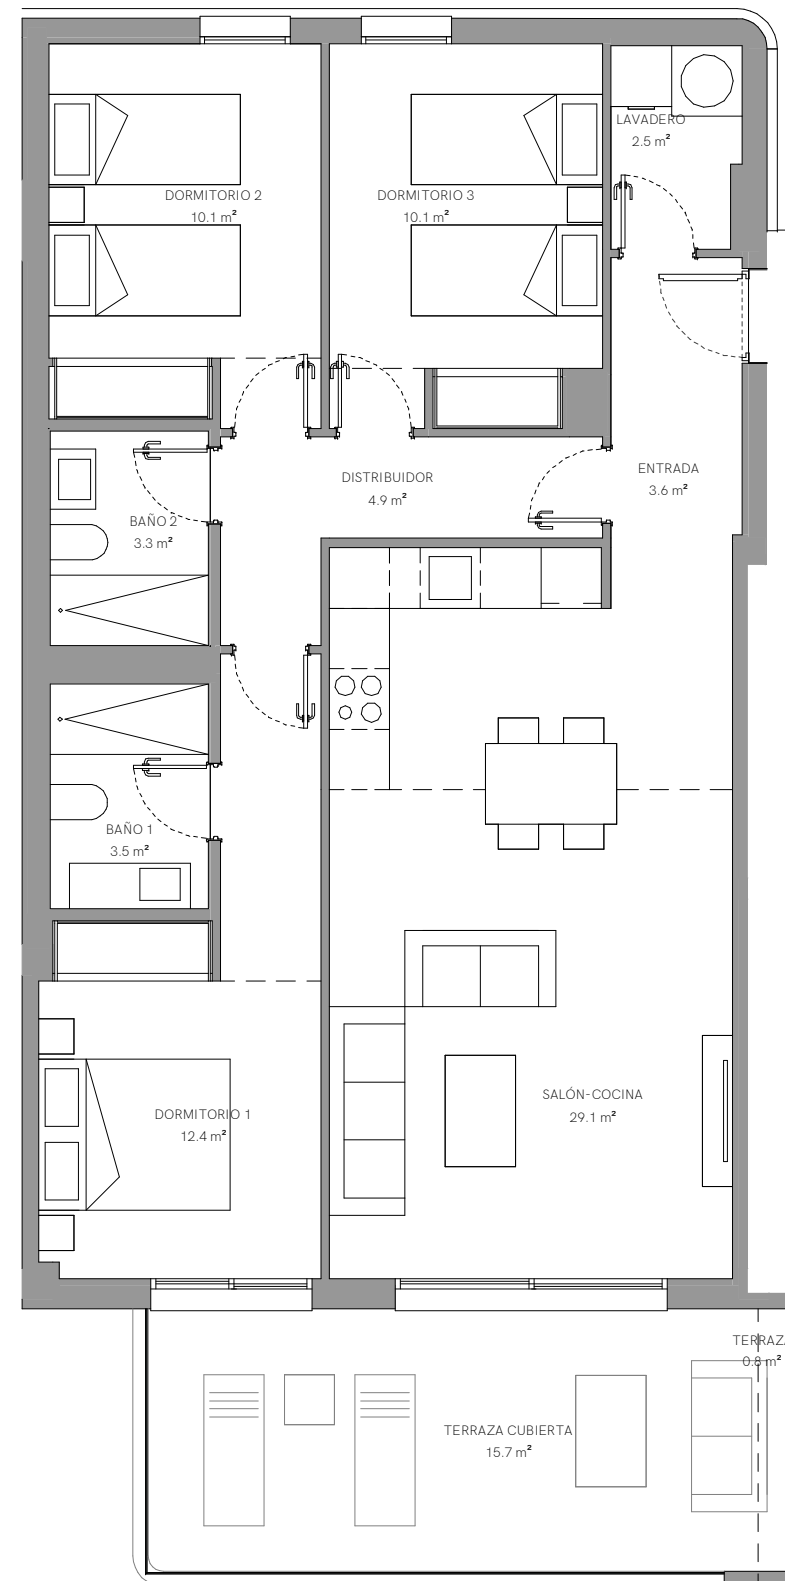 LAVADERO
2.5 m²
DORMITORIO 2
10.1 m²
DORMITORIO 3
10.1 m²
DISTRIBUIDOR
4.9 m²
ENTRADA
3.6 m²
BAÑO 2
3.3 m²
BAÑO 1
3.5 m²
SALÓN-COCINA
29.1 m²
DORMITORIO 1
12.4 m²
TERRAZA
0.8 m²
TERRAZA CUBIERTA
15.7 m²